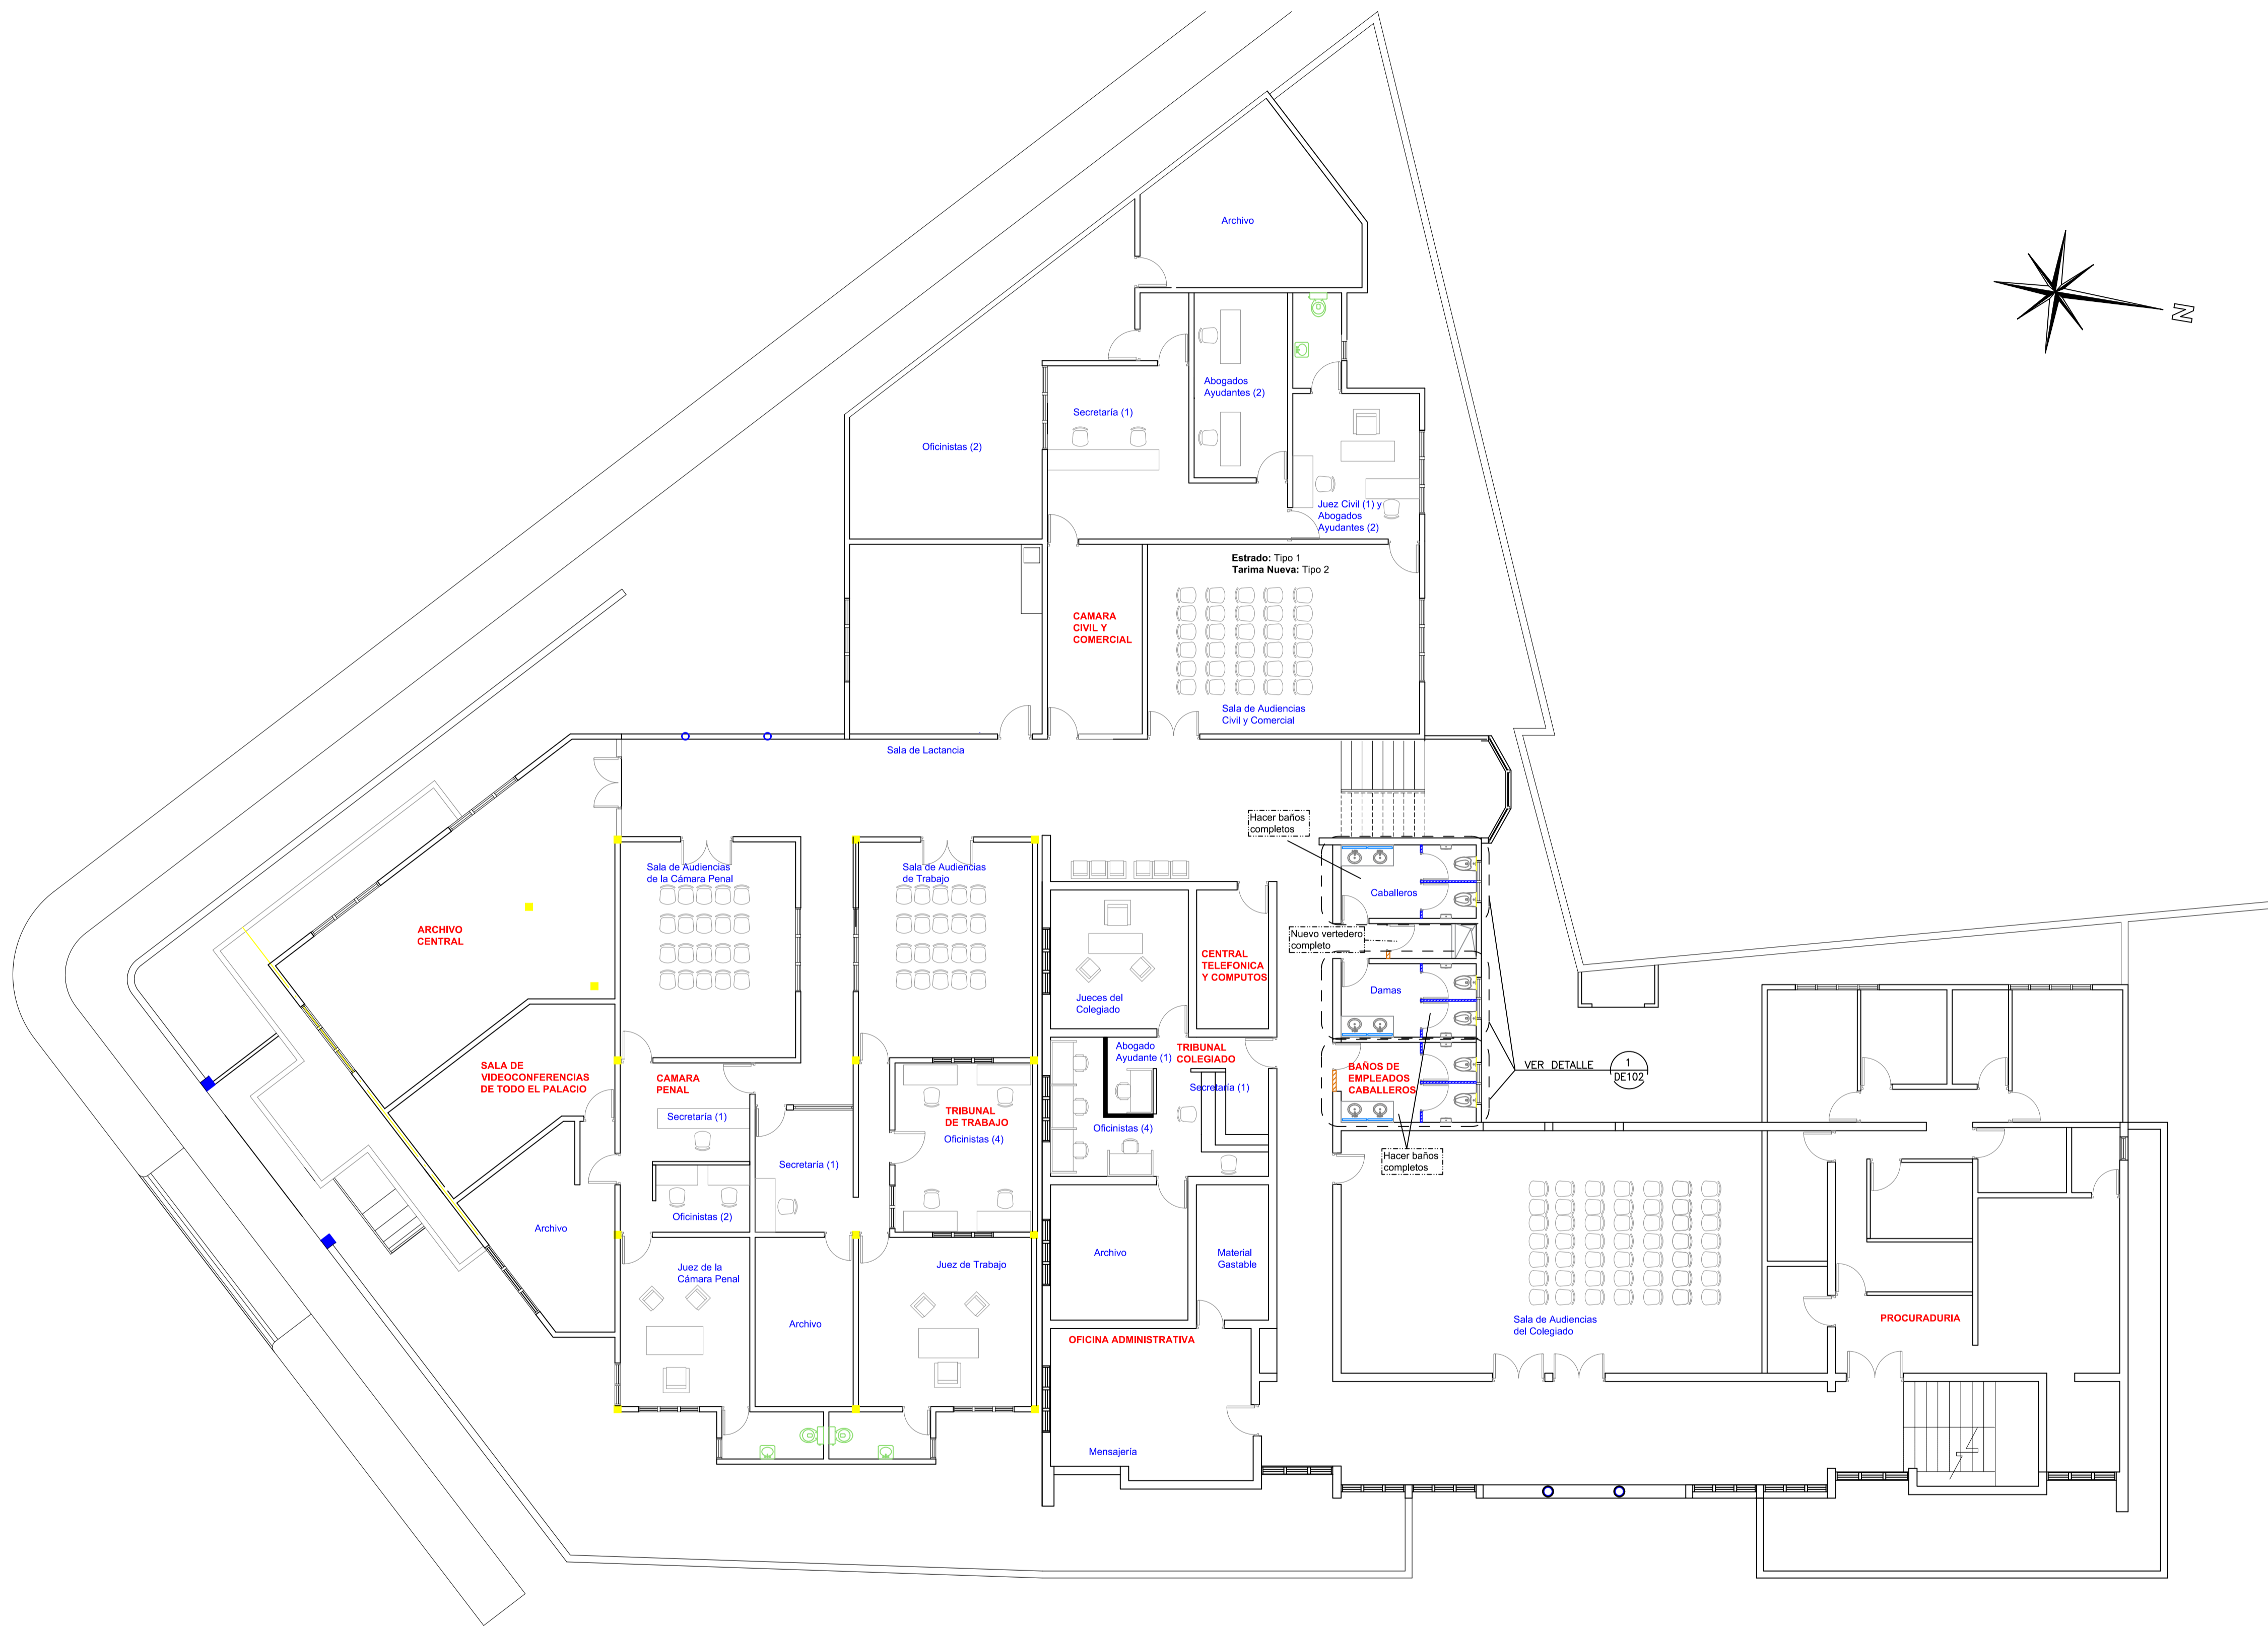 Archivo
N
Abogados
Ayudantes (2)
Secretaría (1)
Oficinistas (2)
Juez Civil (1) y
Abogados
Ayudantes (2)
Estrado: Tipo 1
Tarima Nueva: Tipo 2
CAMARA
CIVIL Y
COMERCIAL
Sala de Audiencias
Civil y Comercial
Sala de Lactancia
Hacer baños
completos
Sala de Audiencias
de la Cámara Penal
Sala de Audiencias
de Trabajo
Caballeros
ARCHIVO
CENTRAL
Nuevo vertedero
completo
CENTRAL
TELEFONICA
Y COMPUTOS
Damas
Jueces del
Colegiado
Abogado
Ayudante (1)
TRIBUNAL
COLEGIADO
SALA DE
VIDEOCONFERENCIAS
DE TODO EL PALACIO
CAMARA
PENAL
Secretaría (1)
BAÑOS DE
EMPLEADOS
CABALLEROS
VER DETALLE
1
DE102
Secretaría (1)
TRIBUNAL
DE TRABAJO
Oficinistas (4)
Oficinistas (4)
Hacer baños
completos
Secretaría (1)
Oficinistas (2)
Archivo
Archivo
Material
Gastable
Juez de la
Cámara Penal
Juez de Trabajo
Archivo
OFICINA ADMINISTRATIVA
Sala de Audiencias
del Colegiado
PROCURADURIA
Mensajería